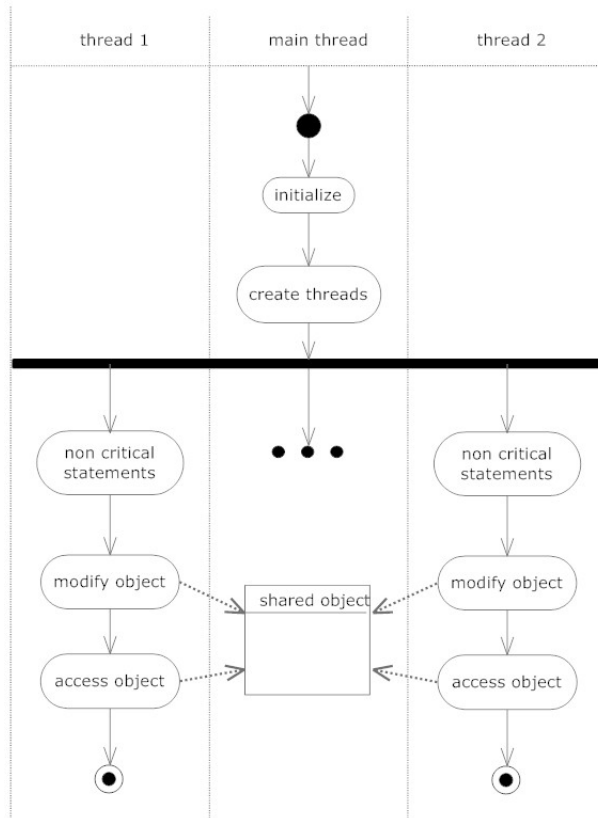 thread 1
main thread
thread 2
initialize
create threads
non critical
statements
non critical
statements
modify object
shared object
modify object
access object
access object